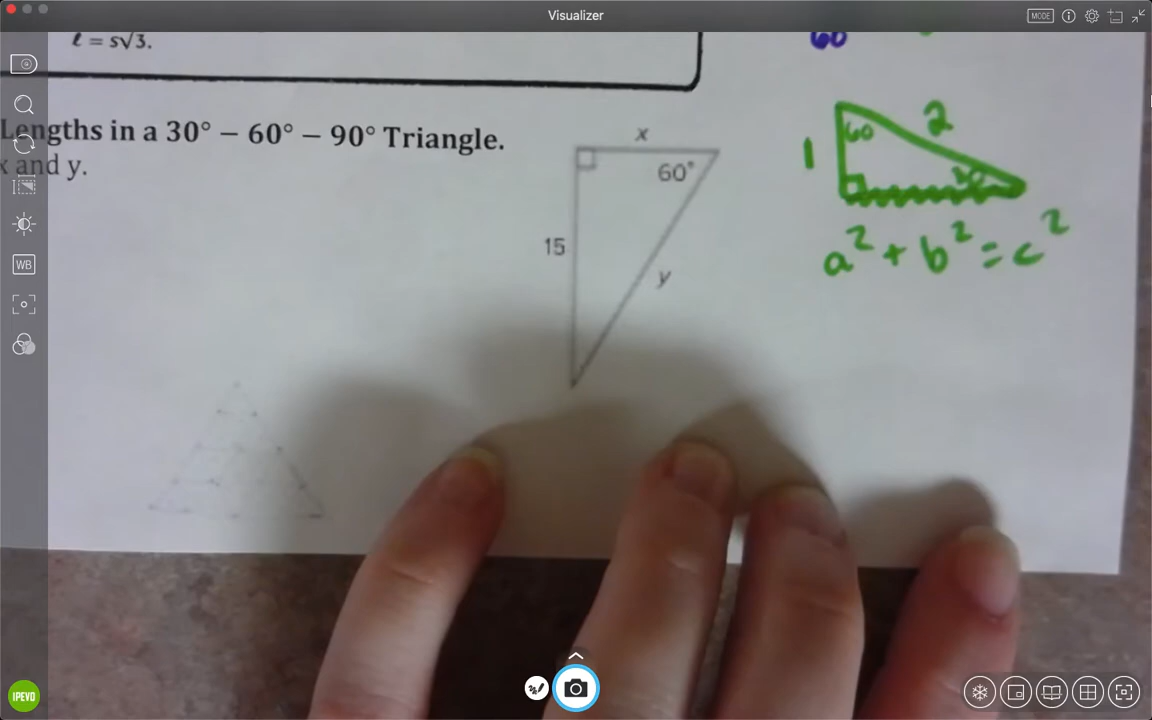 Visualizer
MODE
ℓ = s√3.
60
Lengths in a 30° – 60° – 90° Triangle.
x and y.
x
60°
15
y
60
2
1
30
a² + b² = c²
WB
IPEVO